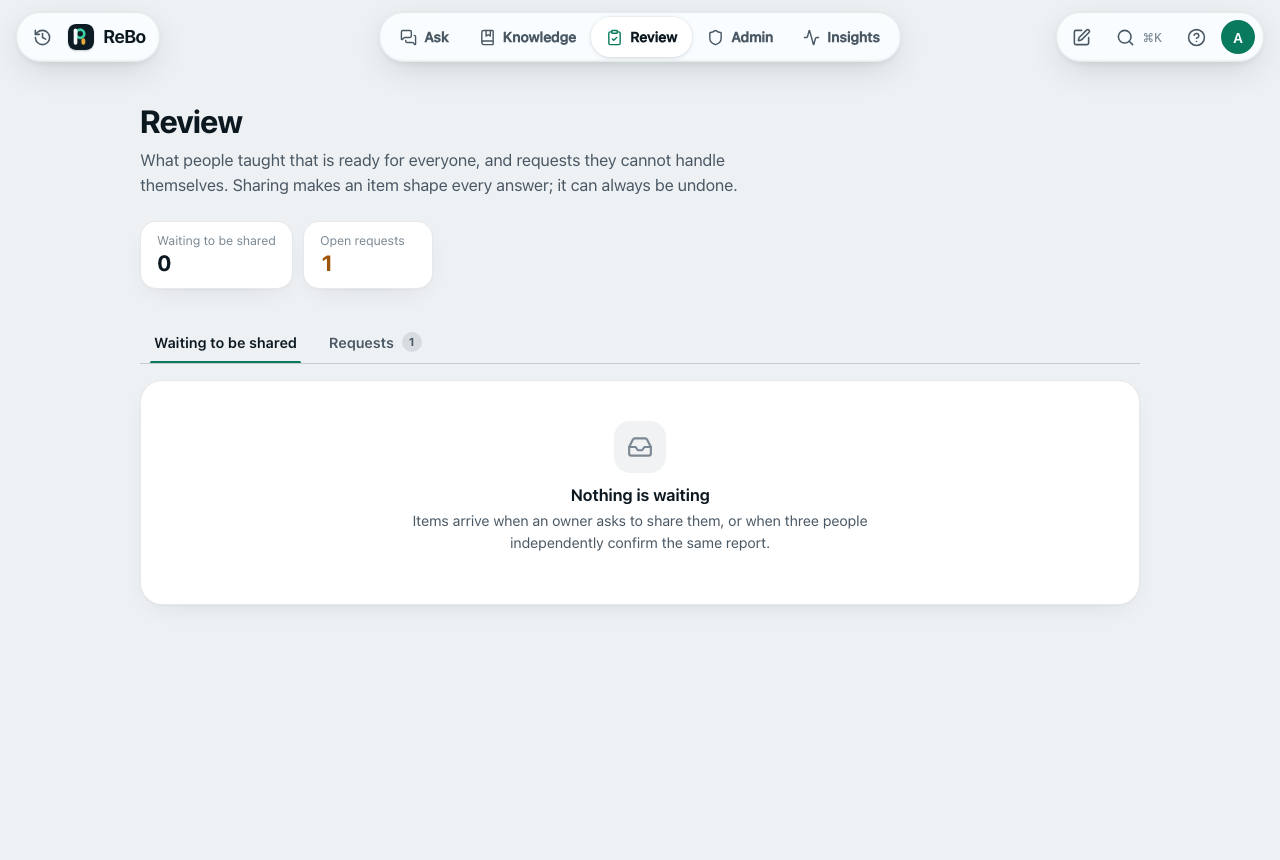 ReBo
Ask
Knowledge
Review
Admin
Insights
⌘K
A
Review
What people taught that is ready for everyone, and requests they cannot handle
themselves. Sharing makes an item shape every answer; it can always be undone.
Waiting to be shared
0
Open requests
1
Waiting to be shared
Requests 1
Nothing is waiting
Items arrive when an owner asks to share them, or when three people
independently confirm the same report.